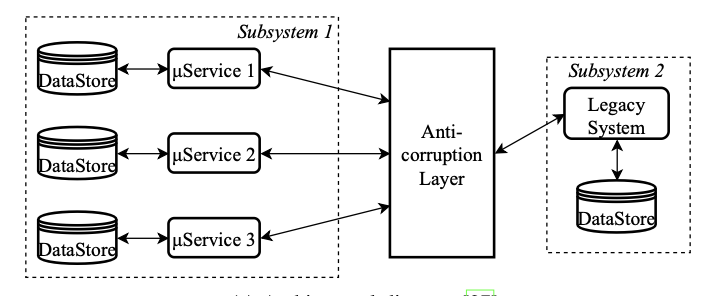 Subsystem 1
DataStore
μService 1
DataStore
μService 2
DataStore
μService 3
Anti-
corruption
Layer
Subsystem 2
Legacy
System
DataStore